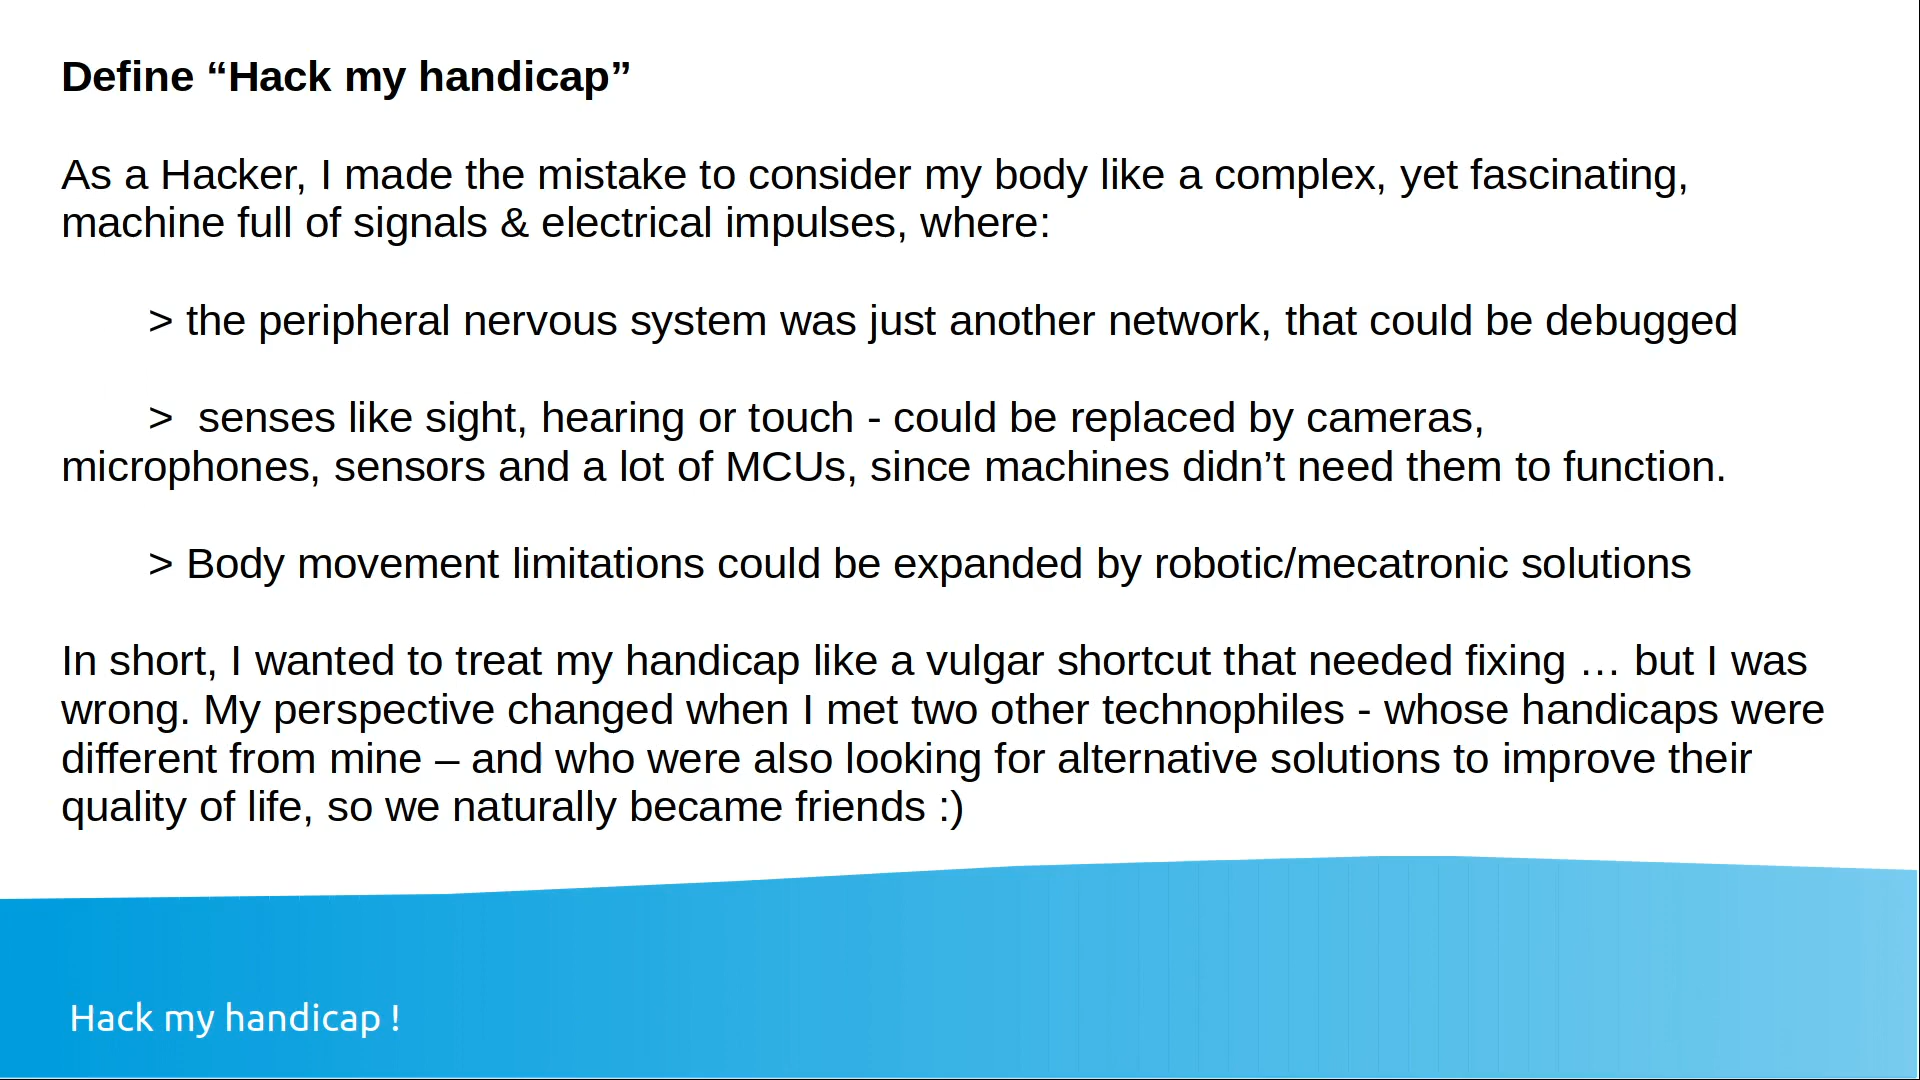 Define “Hack my handicap”
As a Hacker, I made the mistake to consider my body like a complex, yet fascinating,
machine full of signals & electrical impulses, where:
> the peripheral nervous system was just another network, that could be debugged
>  senses like sight, hearing or touch - could be replaced by cameras,
microphones, sensors and a lot of MCUs, since machines didn’t need them to function.
> Body movement limitations could be expanded by robotic/mecatronic solutions
In short, I wanted to treat my handicap like a vulgar shortcut that needed fixing … but I was
wrong. My perspective changed when I met two other technophiles - whose handicaps were
different from mine – and who were also looking for alternative solutions to improve their
quality of life, so we naturally became friends :)
Hack my handicap !